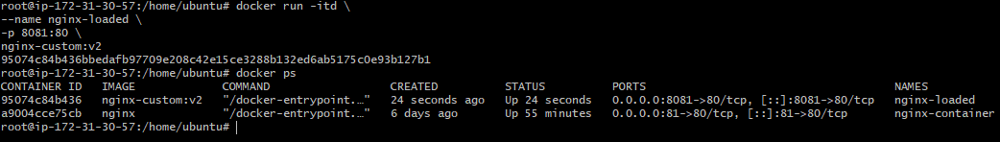 root@ip-172-31-30-57:/home/ubuntu# docker run -itd \
--name nginx-loaded \
-p 8081:80 \
nginx-custom:v2
95074c84b436bbedafb97709e208c42e15ce3288b132ed6ab5175c0e93b127b1
root@ip-172-31-30-57:/home/ubuntu# docker ps
CONTAINER ID   IMAGE             COMMAND                  CREATED          STATUS          PORTS                                     NAMES
95074c84b436   nginx-custom:v2   "/docker-entrypoint.…"   24 seconds ago   Up 24 seconds   0.0.0.0:8081->80/tcp, [::]:8081->80/tcp   nginx-loaded
a9004cce75cb   nginx             "/docker-entrypoint.…"   6 days ago       Up 55 minutes   0.0.0.0:81->80/tcp, [::]:81->80/tcp       nginx-container
root@ip-172-31-30-57:/home/ubuntu#